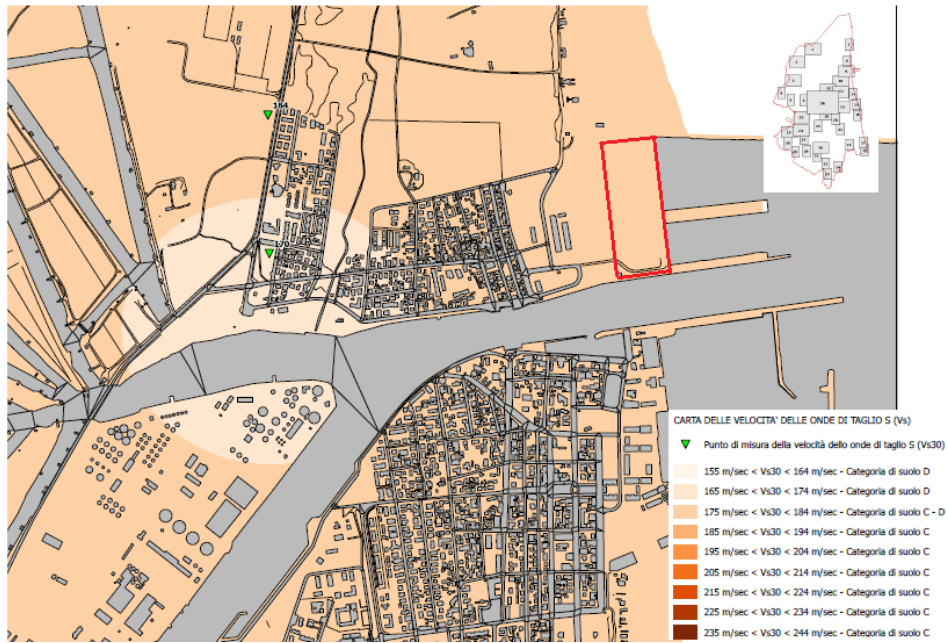 184
170
CARTA DELLE VELOCITA' DELLE ONDE DI TAGLIO S (Vs)
Punto di misura della velocità dello onde di taglio S (Vs30)
155 m/sec < Vs30 < 164 m/sec - Categoria di suolo D
165 m/sec < Vs30 < 174 m/sec - Categoria di suolo D
175 m/sec < Vs30 < 184 m/sec - Categoria di suolo C - D
185 m/sec < Vs30 < 194 m/sec - Categoria di suolo C
195 m/sec < Vs30 < 204 m/sec - Categoria di suolo C
205 m/sec < Vs30 < 214 m/sec - Categoria di suolo C
215 m/sec < Vs30 < 224 m/sec - Categoria di suolo C
225 m/sec < Vs30 < 234 m/sec - Categoria di suolo C
235 m/sec < Vs30 < 244 m/sec - Categoria di suolo C